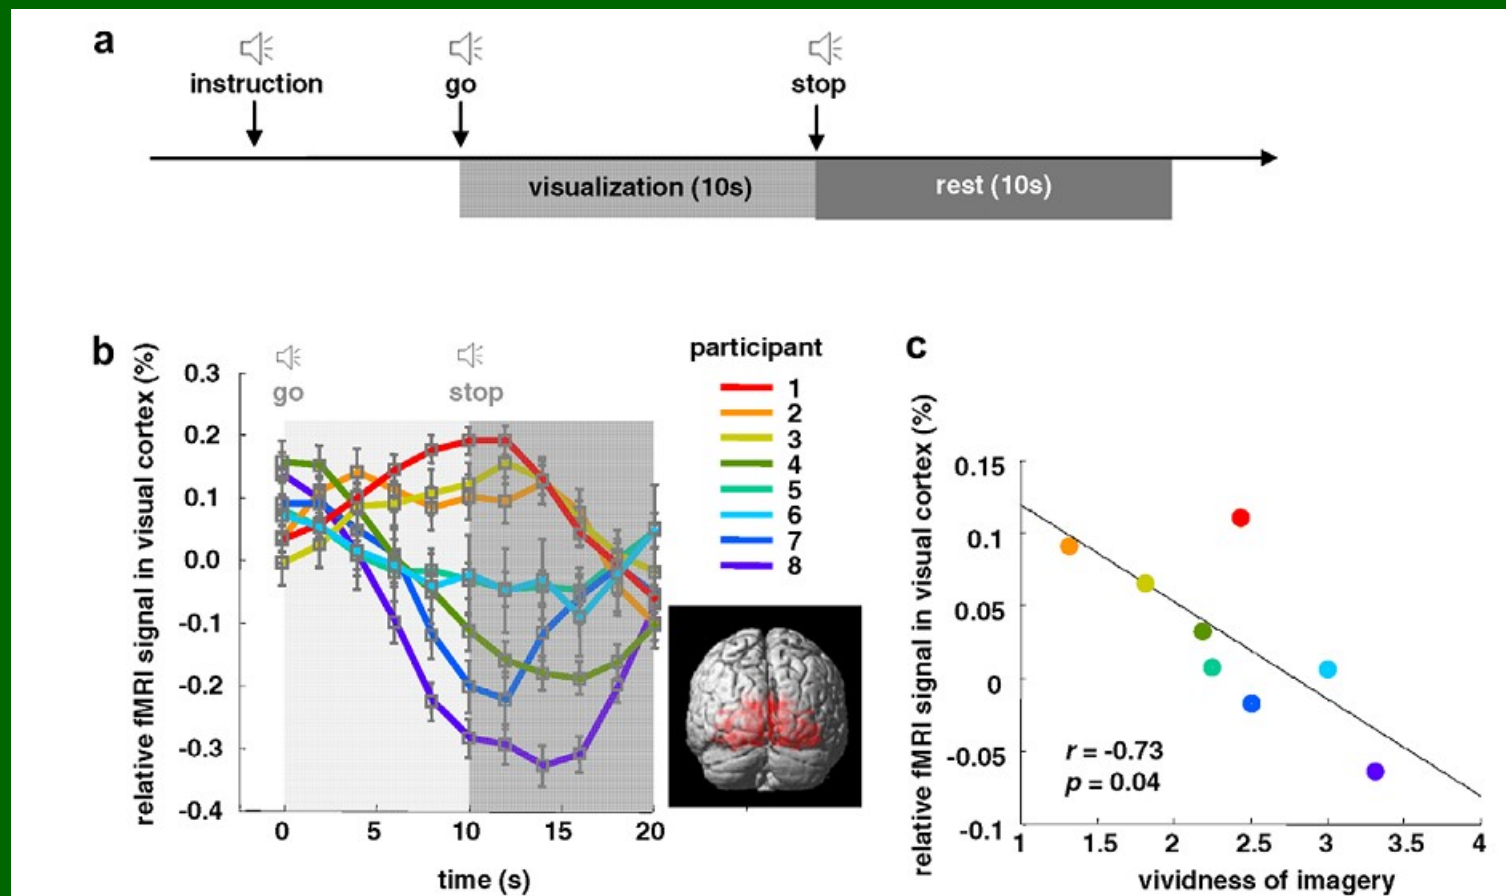 a
instruction
go
stop
visualization (10s)
rest (10s)
b
relative fMRI signal in visual cortex (%)
0.3
0.2
0.1
0.0
-0.1
-0.2
-0.3
-0.4
go
stop
0
5
10
15
20
time (s)
participant
1
2
3
4
5
6
7
8
c
relative fMRI signal in visual cortex (%)
0.15
0.1
0.05
0
-0.05
-0.1
r = -0.73
p = 0.04
1
1.5
2
2.5
3
3.5
4
vividness of imagery